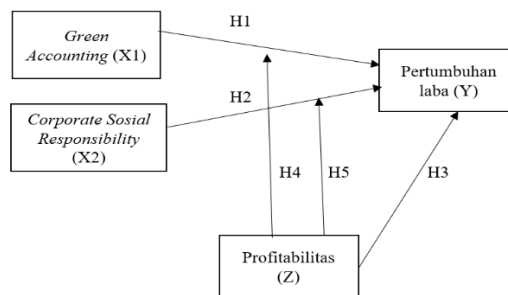 Green
Accounting (X1)
H1
Pertumbuhan
laba (Y)
H2
Corporate Sosial
Responsibility
(X2)
H4
H5
H3
Profitabilitas
(Z)